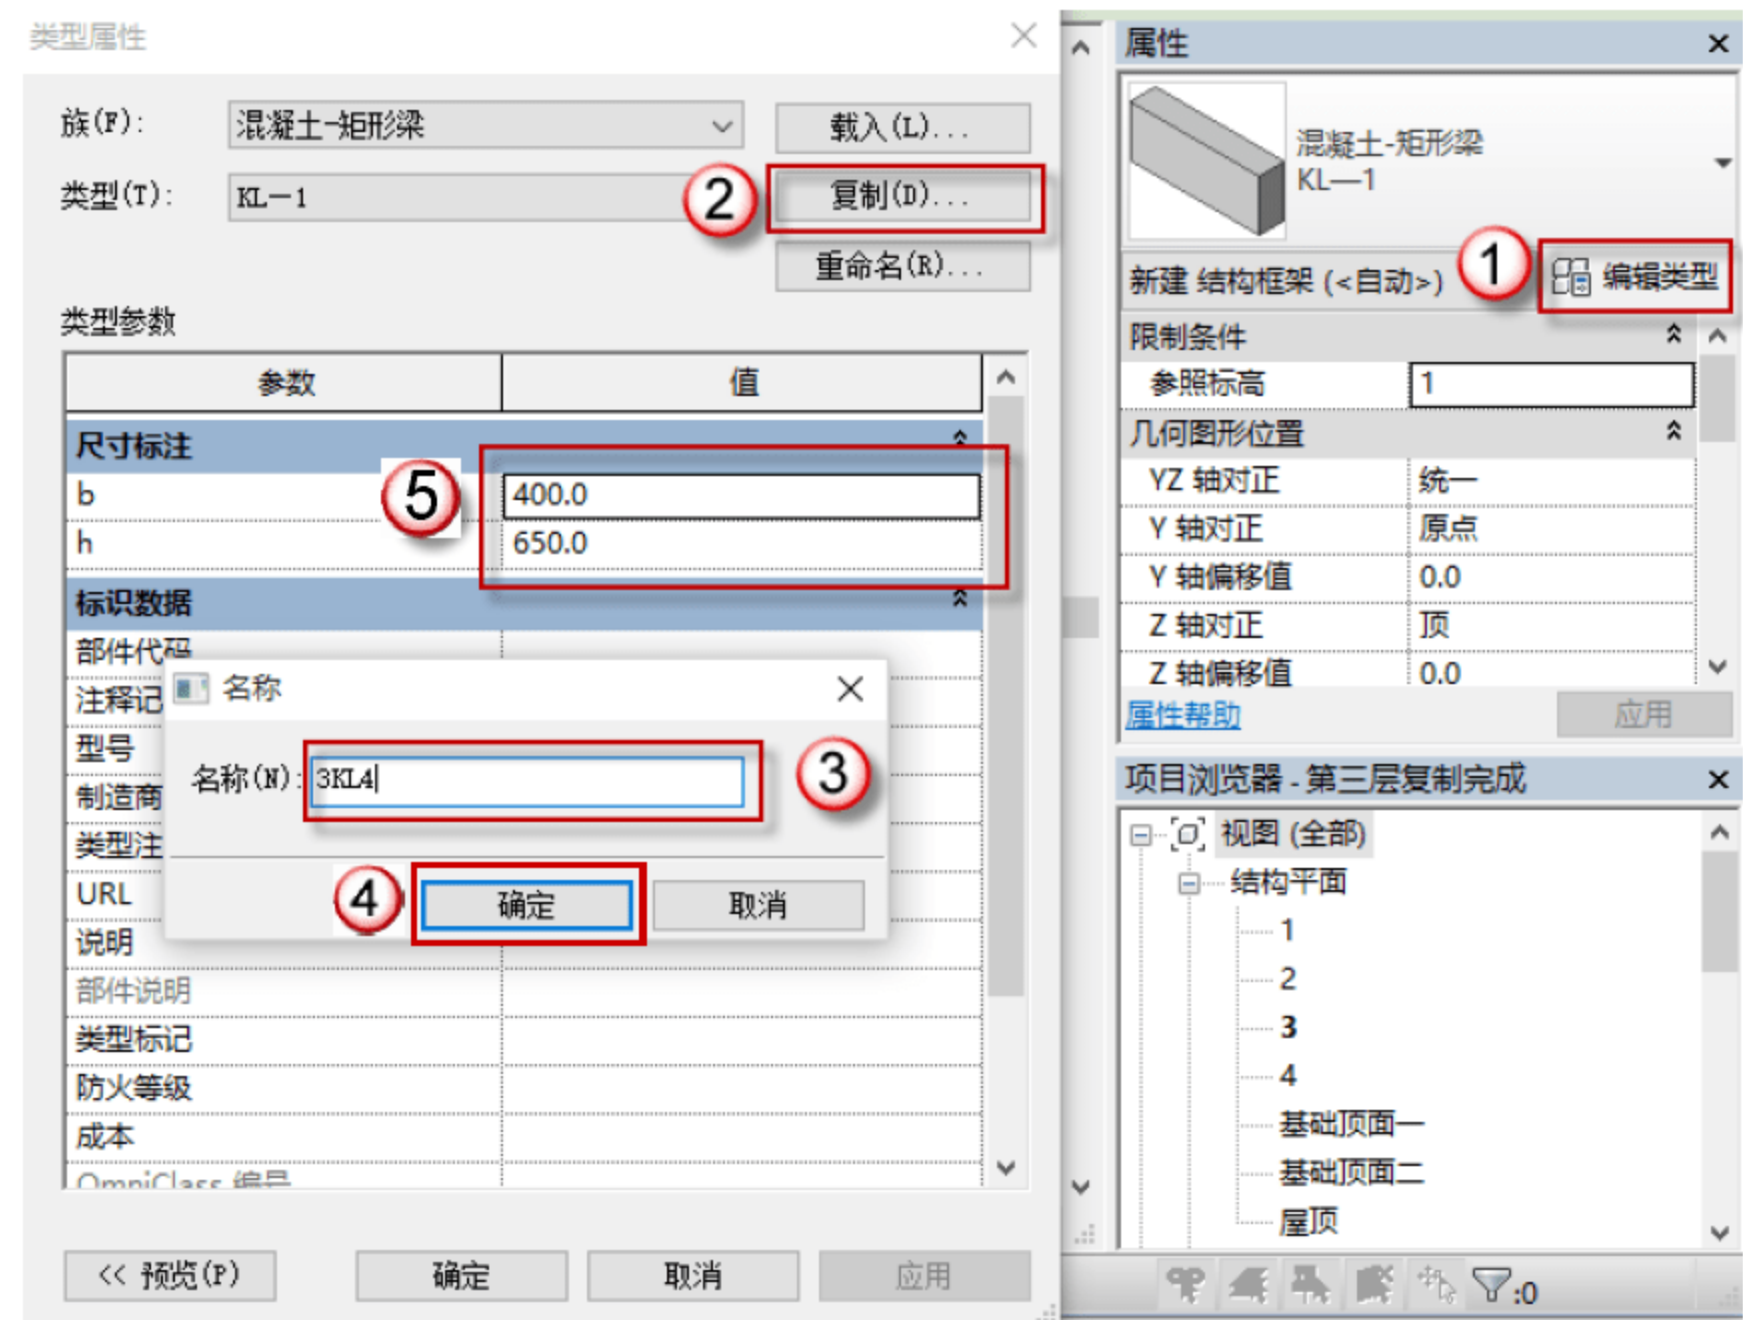 类型属性
族(F):
混凝土-矩形梁
载入(L)...
类型(T):
KL—1
2
复制(D)...
重命名(R)...
类型参数
参数
值
尺寸标注
b
5
400.0
h
650.0
标识数据
部件代码
注释记
型号
制造商
类型注
URL
说明
部件说明
类型标记
防火等级
成本
OmniClass 编号
名称
名称(N):
3KL4
3
4
确定
取消
<< 预览(P)
确定
取消
应用
属性
混凝土-矩形梁
KL—1
新建 结构框架 (<自动>)
1
编辑类型
限制条件
参照标高
1
几何图形位置
YZ 轴对正
统一
Y 轴对正
原点
Y 轴偏移值
0.0
Z 轴对正
顶
Z 轴偏移值
0.0
属性帮助
应用
项目浏览器 - 第三层复制完成
视图 (全部)
结构平面
1
2
3
4
基础顶面一
基础顶面二
屋顶
:0